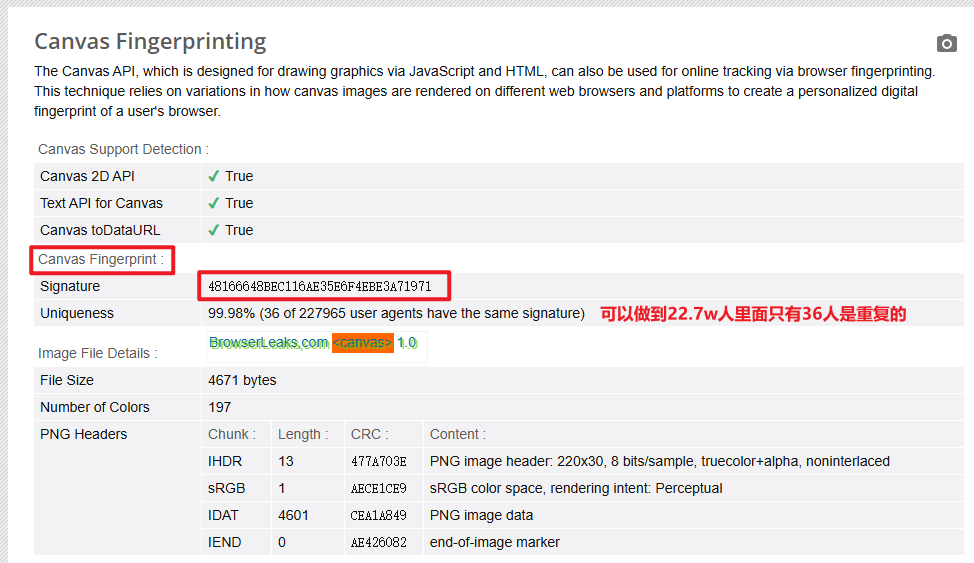 Canvas Fingerprinting
The Canvas API, which is designed for drawing graphics via JavaScript and HTML, can also be used for online tracking via browser fingerprinting.
This technique relies on variations in how canvas images are rendered on different web browsers and platforms to create a personalized digital
fingerprint of a user's browser.
Canvas Support Detection :
Canvas 2D API ✔ True
Text API for Canvas ✔ True
Canvas toDataURL ✔ True
Canvas Fingerprint :
Signature 48166648BEC116AE35E6F4EBE3A71971
Uniqueness 99.98% (36 of 227965 user agents have the same signature) 可以做到22.7w人里面只有36人是重复的
BrowserLeaks,com <canvas> 1.0
Image File Details :
File Size 4671 bytes
Number of Colors 197
PNG Headers Chunk : Length : CRC : Content :
IHDR 13 477A703E PNG image header: 220x30, 8 bits/sample, truecolor+alpha, noninterlaced
sRGB 1 AECE1CE9 sRGB color space, rendering intent: Perceptual
IDAT 4601 CEA1A849 PNG image data
IEND 0 AE426082 end-of-image marker